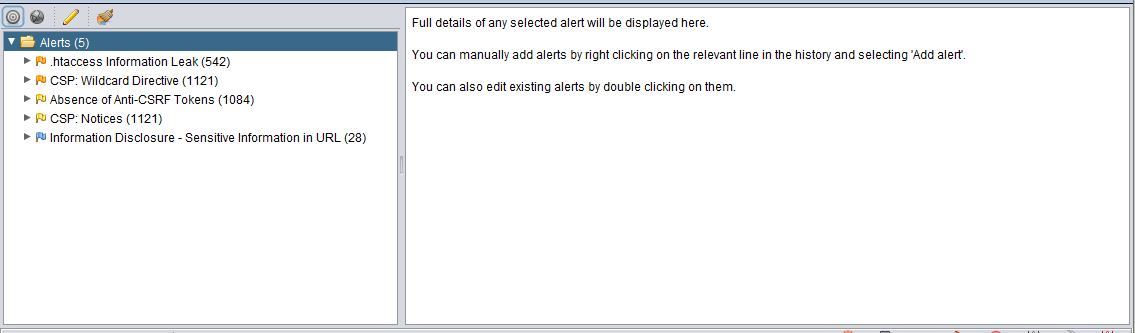 Alerts (5)
.htaccess Information Leak (542)
CSP: Wildcard Directive (1121)
Absence of Anti-CSRF Tokens (1084)
CSP: Notices (1121)
Information Disclosure - Sensitive Information in URL (28)
Full details of any selected alert will be displayed here.
You can manually add alerts by right clicking on the relevant line in the history and selecting 'Add alert'.
You can also edit existing alerts by double clicking on them.